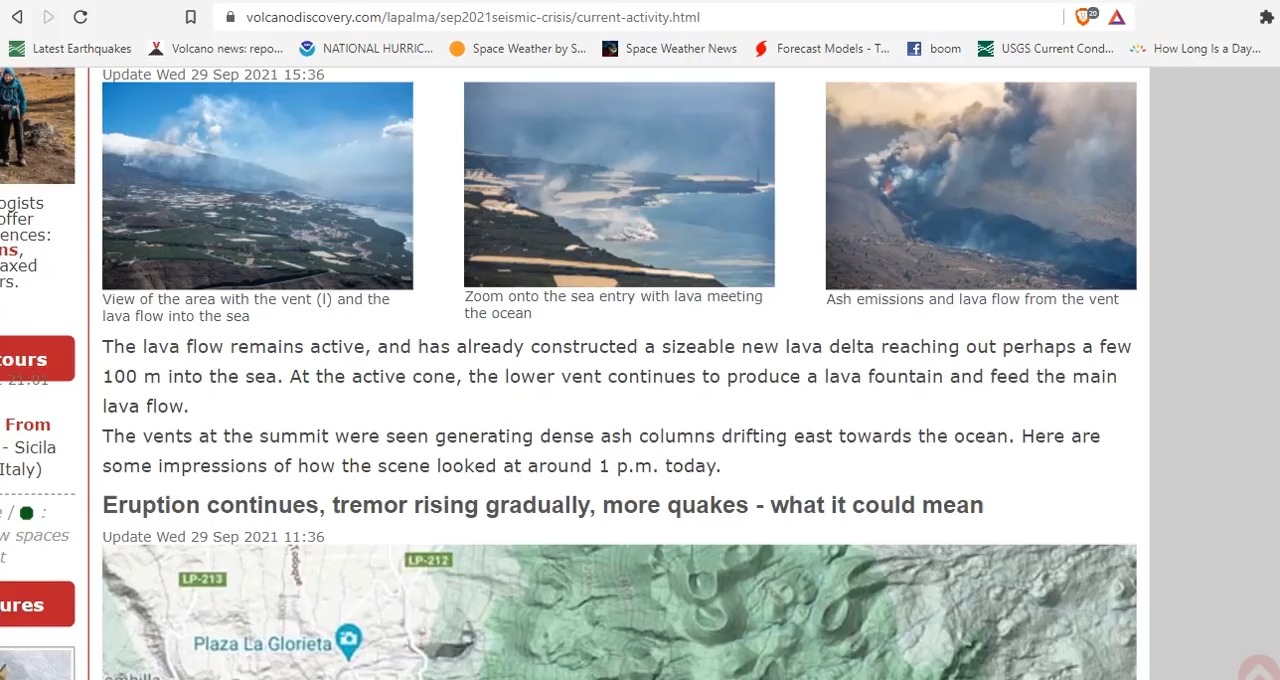 volcanodiscovery.com/lapalma/sep2021seismic-crisis/current-activity.html
20
Latest Earthquakes
Volcano news: repo...
NATIONAL HURRIC...
Space Weather by S...
Space Weather News
Forecast Models - T...
boom
USGS Current Cond...
How Long Is a Day...
ogists
offer
ences:
ns,
axed
rs.
tours
21:01
From
- Sicila
Italy)
e / :
w spaces
t
ures
Update Wed 29 Sep 2021 15:36
View of the area with the vent (l) and the
lava flow into the sea
Zoom onto the sea entry with lava meeting
the ocean
Ash emissions and lava flow from the vent
The lava flow remains active, and has already constructed a sizeable new lava delta reaching out perhaps a few
100 m into the sea. At the active cone, the lower vent continues to produce a lava fountain and feed the main
lava flow.
The vents at the summit were seen generating dense ash columns drifting east towards the ocean. Here are
some impressions of how the scene looked at around 1 p.m. today.
Eruption continues, tremor rising gradually, more quakes - what it could mean
Update Wed 29 Sep 2021 11:36
LP-213
LP-212
Plaza La Glorieta